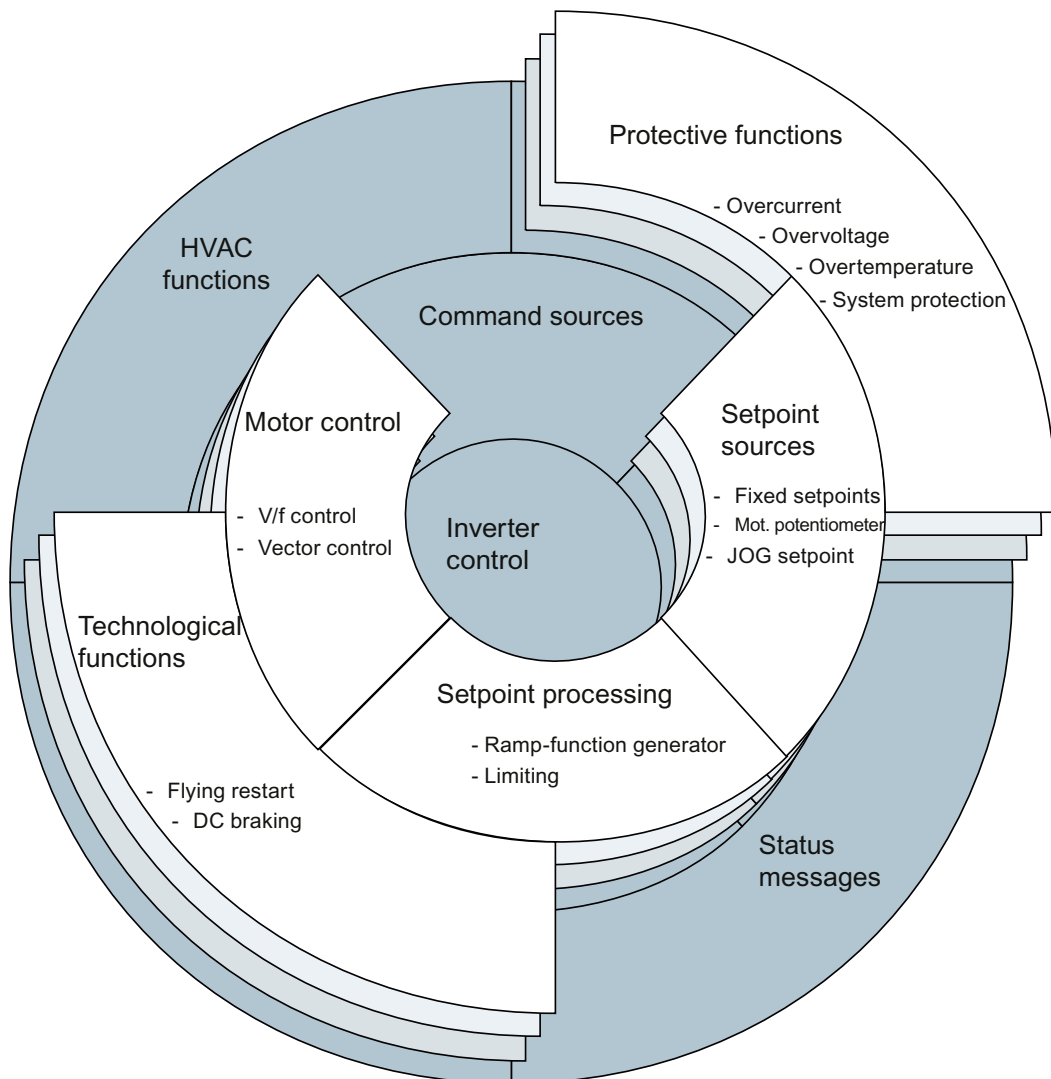 Protective functions
- Overcurrent
- Overvoltage
- Overtemperature
- System protection
HVAC
functions
Command sources
Motor control
- V/f control
- Vector control
Setpoint
sources
- Fixed setpoints
- Mot. potentiometer
- JOG setpoint
Inverter
control
Technological
functions
- Flying restart
- DC braking
Setpoint processing
- Ramp-function generator
- Limiting
Status
messages